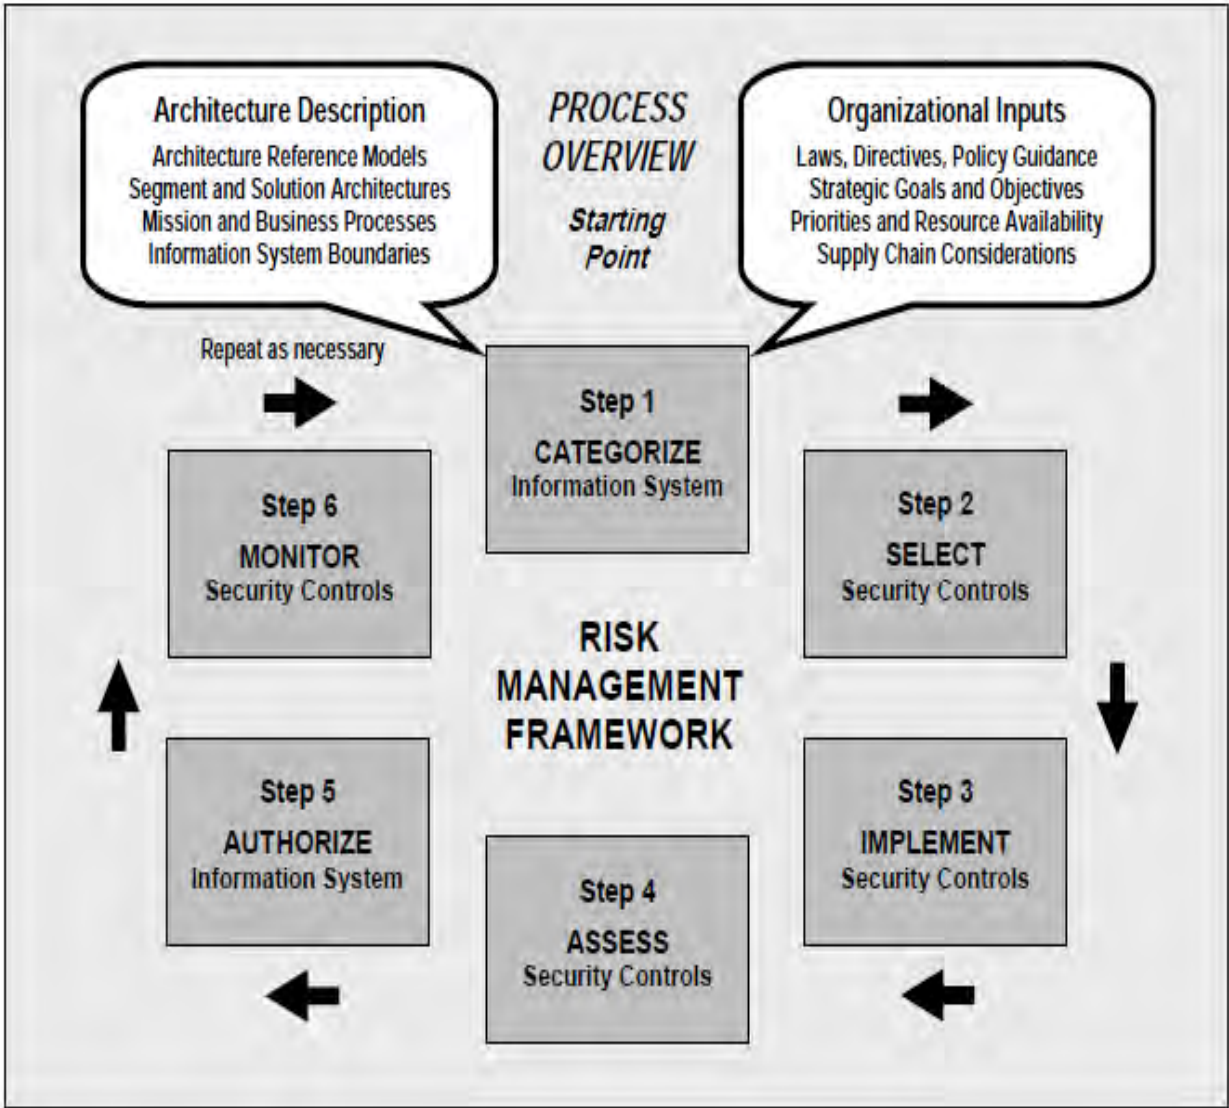 Architecture Description
Architecture Reference Models
Segment and Solution Architectures
Mission and Business Processes
Information System Boundaries
PROCESS
OVERVIEW
Starting
Point
Organizational Inputs
Laws, Directives, Policy Guidance
Strategic Goals and Objectives
Priorities and Resource Availability
Supply Chain Considerations
Repeat as necessary
Step 1
CATEGORIZE
Information System
Step 2
SELECT
Security Controls
Step 3
IMPLEMENT
Security Controls
Step 4
ASSESS
Security Controls
Step 5
AUTHORIZE
Information System
Step 6
MONITOR
Security Controls
RISK
MANAGEMENT
FRAMEWORK